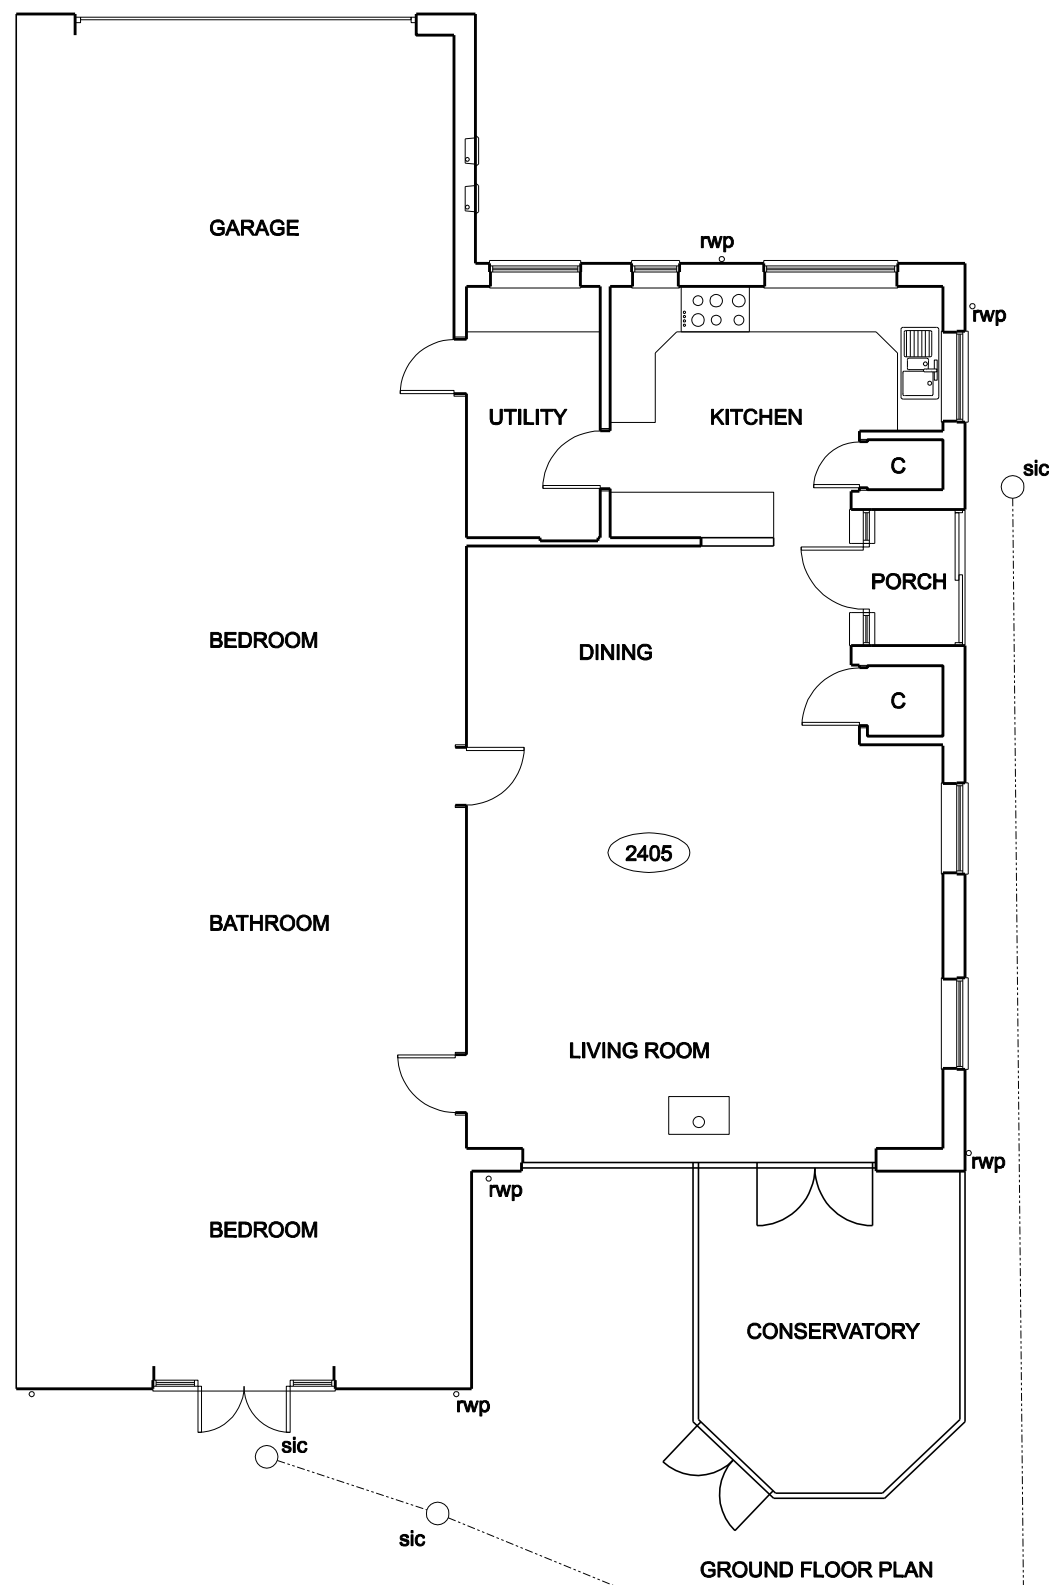 GARAGE
rwp
rwp
UTILITY
KITCHEN
C
sic
PORCH
BEDROOM
DINING
C
2405
BATHROOM
LIVING ROOM
rwp
rwp
BEDROOM
CONSERVATORY
rwp
sic
sic
GROUND FLOOR PLAN